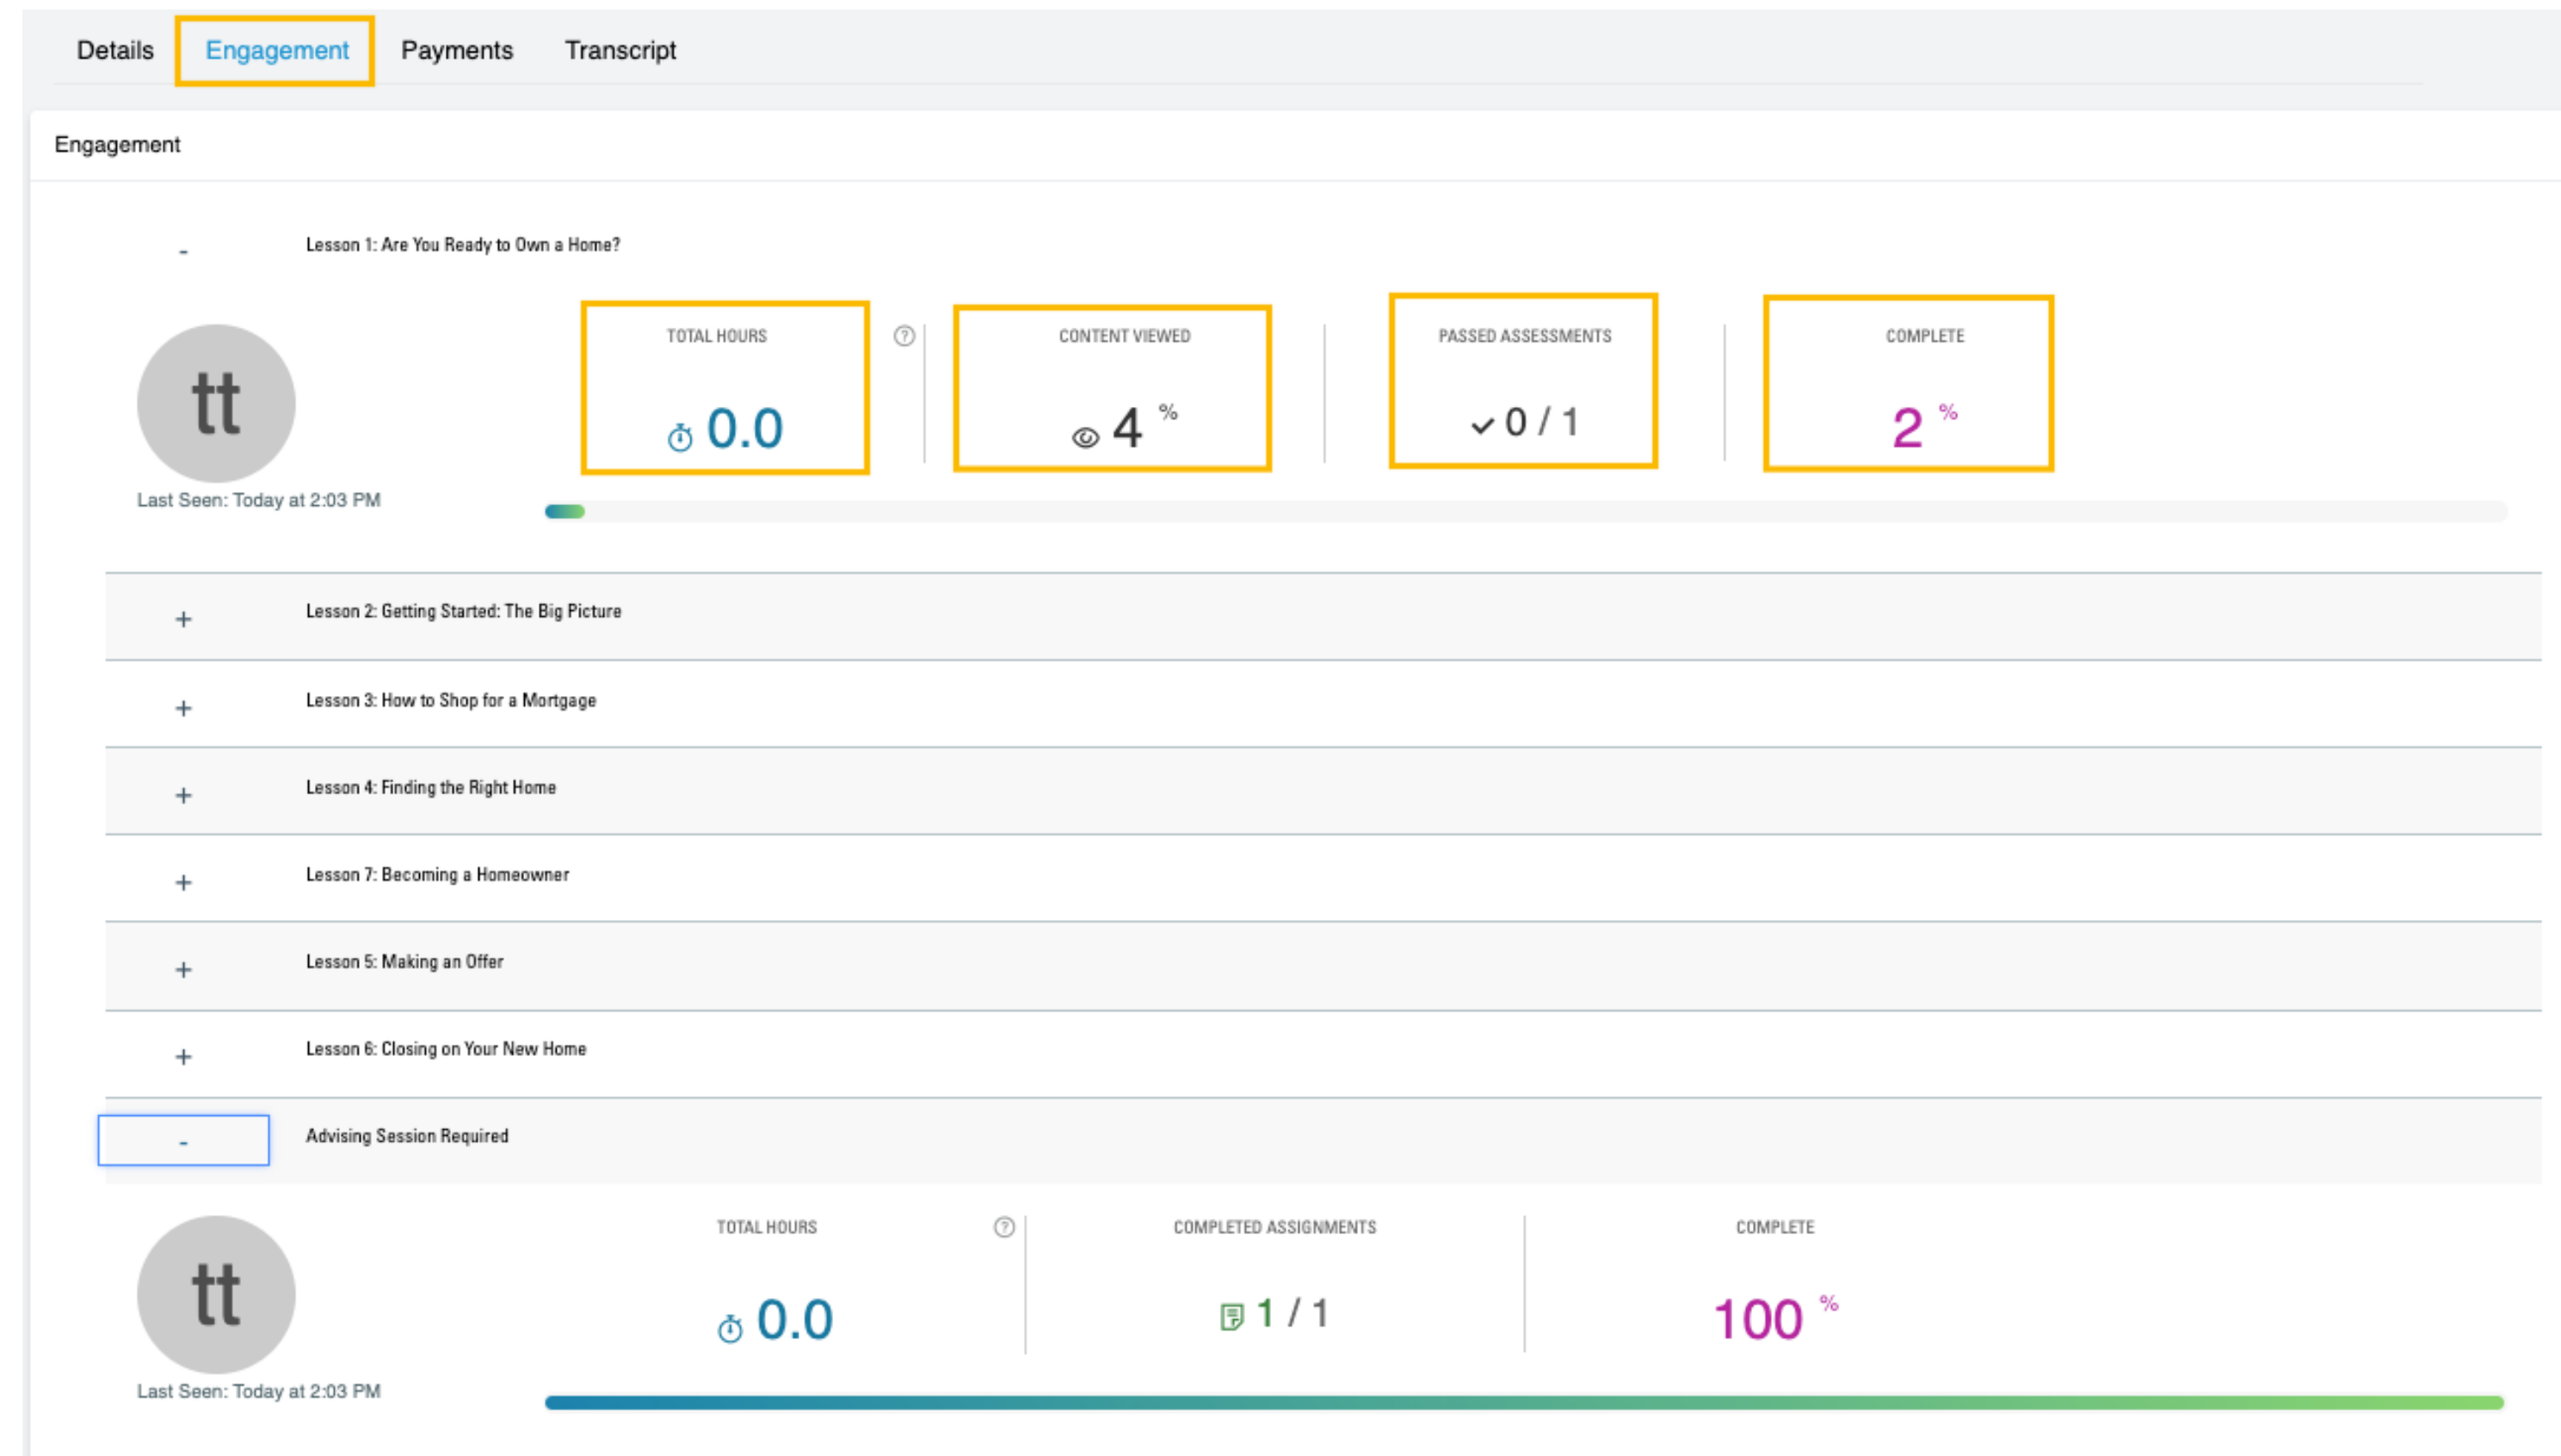 Details Engagement Payments Transcript
Engagement
- Lesson 1: Are You Ready to Own a Home?
TOTAL HOURS ? CONTENT VIEWED PASSED ASSESSMENTS COMPLETE
tt 0.0 4 % 0 / 1 2 %
Last Seen: Today at 2:03 PM
+ Lesson 2: Getting Started: The Big Picture
+ Lesson 3: How to Shop for a Mortgage
+ Lesson 4: Finding the Right Home
+ Lesson 7: Becoming a Homeowner
+ Lesson 5: Making an Offer
+ Lesson 6: Closing on Your New Home
- Advising Session Required
TOTAL HOURS ? COMPLETED ASSIGNMENTS COMPLETE
tt 0.0 1 / 1 100 %
Last Seen: Today at 2:03 PM